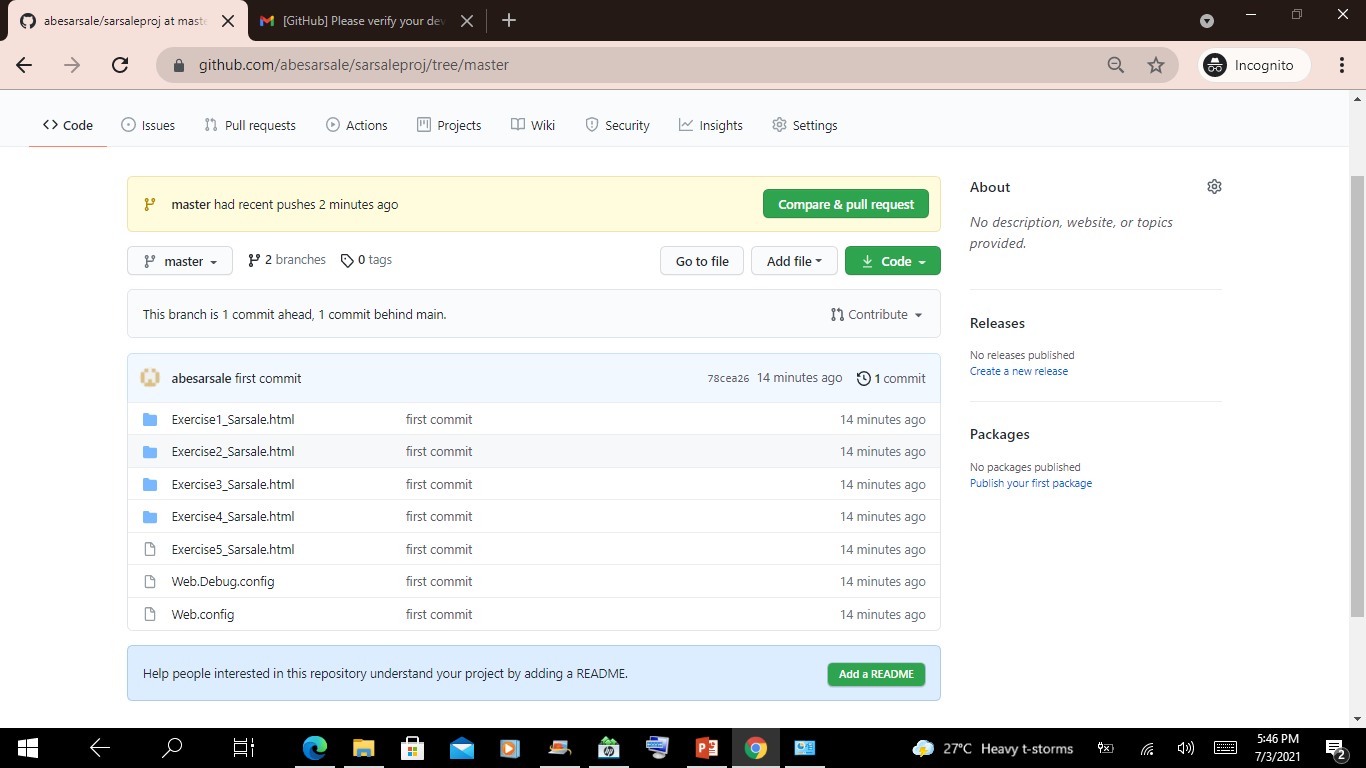 abesarsale/sarsaleproj at maste
[GitHub] Please verify your dev
github.com/abesarsale/sarsaleproj/tree/master
Incognito
Code Issues Pull requests Actions Projects Wiki Security Insights Settings
master had recent pushes 2 minutes ago
Compare & pull request
master 2 branches 0 tags
Go to file Add file Code
This branch is 1 commit ahead, 1 commit behind main.
Contribute
abesarsale first commit 78cea26 14 minutes ago 1 commit
Exercise1_Sarsale.html first commit 14 minutes ago
Exercise2_Sarsale.html first commit 14 minutes ago
Exercise3_Sarsale.html first commit 14 minutes ago
Exercise4_Sarsale.html first commit 14 minutes ago
Exercise5_Sarsale.html first commit 14 minutes ago
Web.Debug.config first commit 14 minutes ago
Web.config first commit 14 minutes ago
Help people interested in this repository understand your project by adding a README.
Add a README
About
No description, website, or topics
provided.
Releases
No releases published
Create a new release
Packages
No packages published
Publish your first package
27°C Heavy t-storms
5:46 PM
7/3/2021
2